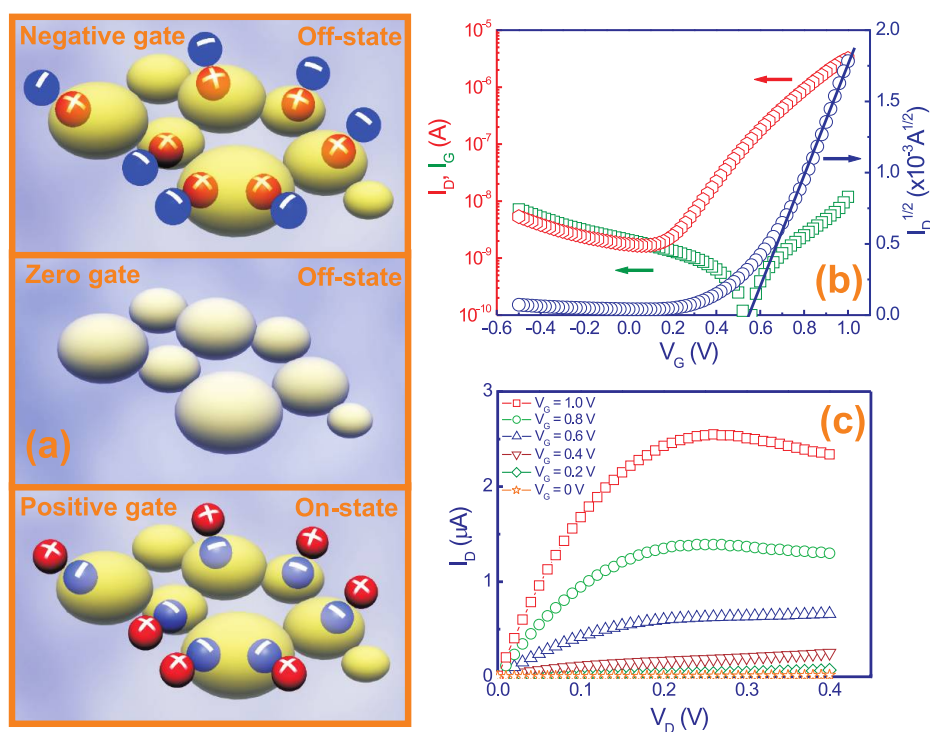 Negative gate Off-state
Zero gate Off-state
(a)
Positive gate On-state
+ + + + + + +
− − − − − − −
− − − − − − −
+ + + + + + +
10⁻⁵
10⁻⁶
10⁻⁷
10⁻⁸
10⁻⁹
10⁻¹⁰
I_D, I_G (A)
2.0
1.5
1.0
0.5
0.0
I_D^1/2 (x10⁻³A^1/2)
(b)
-0.6 -0.4 -0.2 0.0 0.2 0.4 0.6 0.8 1.0
V_G (V)
3
2
1
0
I_D (μA)
V_G = 1.0 V
V_G = 0.8 V
V_G = 0.6 V
V_G = 0.4 V
V_G = 0.2 V
V_G = 0 V
(c)
0.0 0.1 0.2 0.3 0.4
V_D (V)